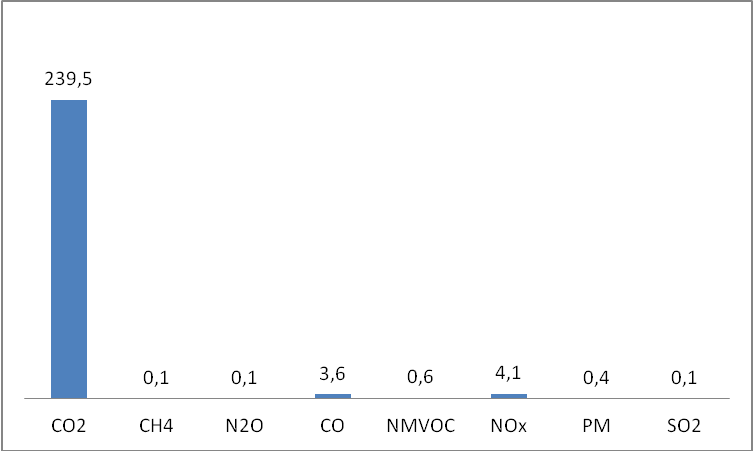 239,5
0,1
0,1
3,6
0,6
4,1
0,4
0,1
CO2
CH4
N2O
CO
NMVOC
NOx
PM
SO2